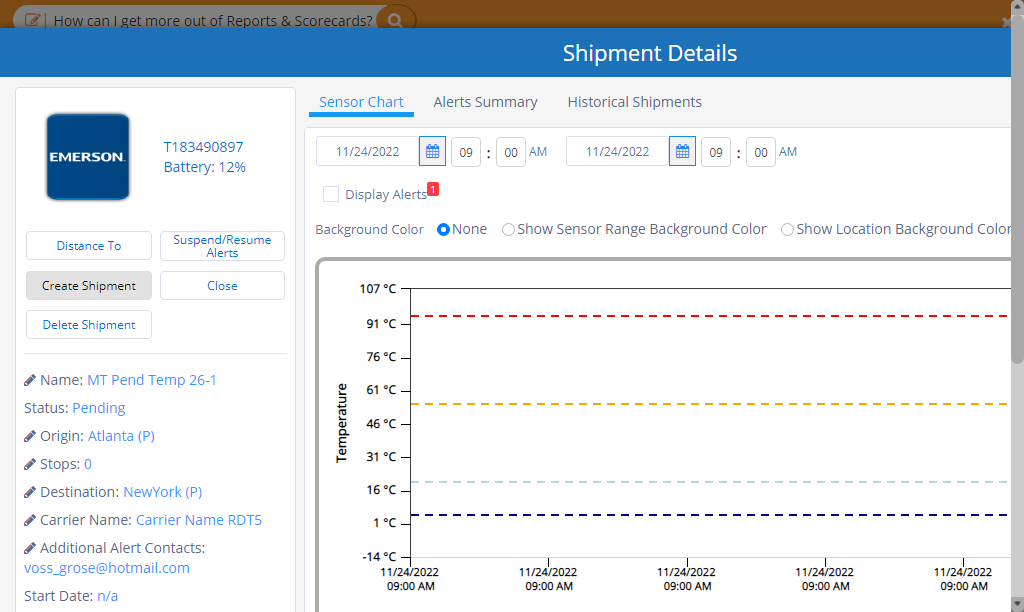 How can I get more out of Reports & Scorecards?
Shipment Details
EMERSON.
T183490897
Battery: 12%
Distance To
Suspend/Resume
Alerts
Create Shipment
Close
Delete Shipment
Name: MT Pend Temp 26-1
Status: Pending
Origin: Atlanta (P)
Stops: 0
Destination: NewYork (P)
Carrier Name: Carrier Name RDT5
Additional Alert Contacts:
voss_grose@hotmail.com
Start Date: n/a
Sensor Chart
Alerts Summary
Historical Shipments
11/24/2022 09 : 00 AM 11/24/2022 09 : 00 AM
Display Alerts 1
Background Color None Show Sensor Range Background Color Show Location Background Color
Temperature
107 °C
91 °C
76 °C
61 °C
46 °C
31 °C
16 °C
1 °C
-14 °C
11/24/2022 11/24/2022 11/24/2022 11/24/2022 11/24/2022
09:00 AM 09:00 AM 09:00 AM 09:00 AM 09:00 AM